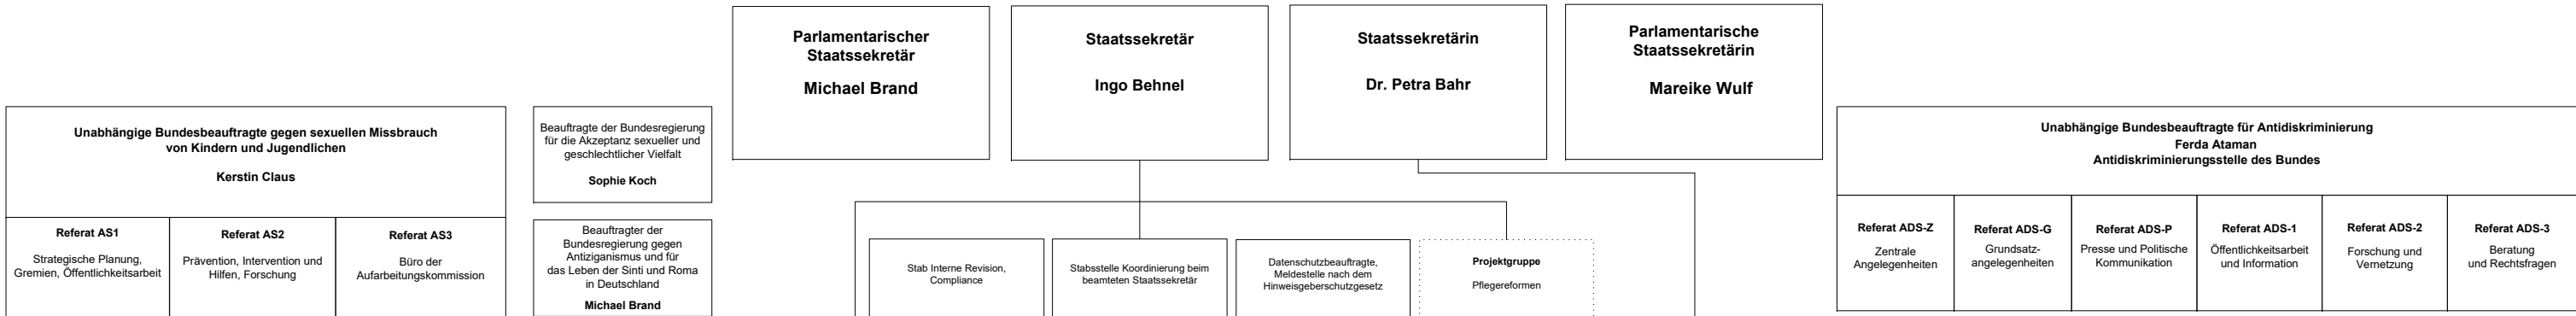 Parlamentarischer
Staatssekretär
Michael Brand
Staatssekretär
Ingo Behnel
Staatssekretärin
Dr. Petra Bahr
Parlamentarische
Staatssekretärin
Mareike Wulf
Unabhängige Bundesbeauftragte gegen sexuellen Missbrauch
von Kindern und Jugendlichen
Kerstin Claus
Referat AS1
Strategische Planung,
Gremien, Öffentlichkeitsarbeit
Referat AS2
Prävention, Intervention und
Hilfen, Forschung
Referat AS3
Büro der
Aufarbeitungskommission
Beauftragte der Bundesregierung
für die Akzeptanz sexueller und
geschlechtlicher Vielfalt
Sophie Koch
Beauftragter der
Bundesregierung gegen
Antiziganismus und für
das Leben der Sinti und Roma
in Deutschland
Michael Brand
Stab Interne Revision,
Compliance
Stabsstelle Koordinierung beim
beamteten Staatssekretär
Datenschutzbeauftragte,
Meldestelle nach dem
Hinweisgeberschutzgesetz
Projektgruppe
Pflegereformen
Unabhängige Bundesbeauftragte für Antidiskriminierung
Ferda Ataman
Antidiskriminierungsstelle des Bundes
Referat ADS-Z
Zentrale
Angelegenheiten
Referat ADS-G
Grundsatz-
angelegenheiten
Referat ADS-P
Presse und Politische
Kommunikation
Referat ADS-1
Öffentlichkeitsarbeit
und Information
Referat ADS-2
Forschung und
Vernetzung
Referat ADS-3
Beratung
und Rechtsfragen